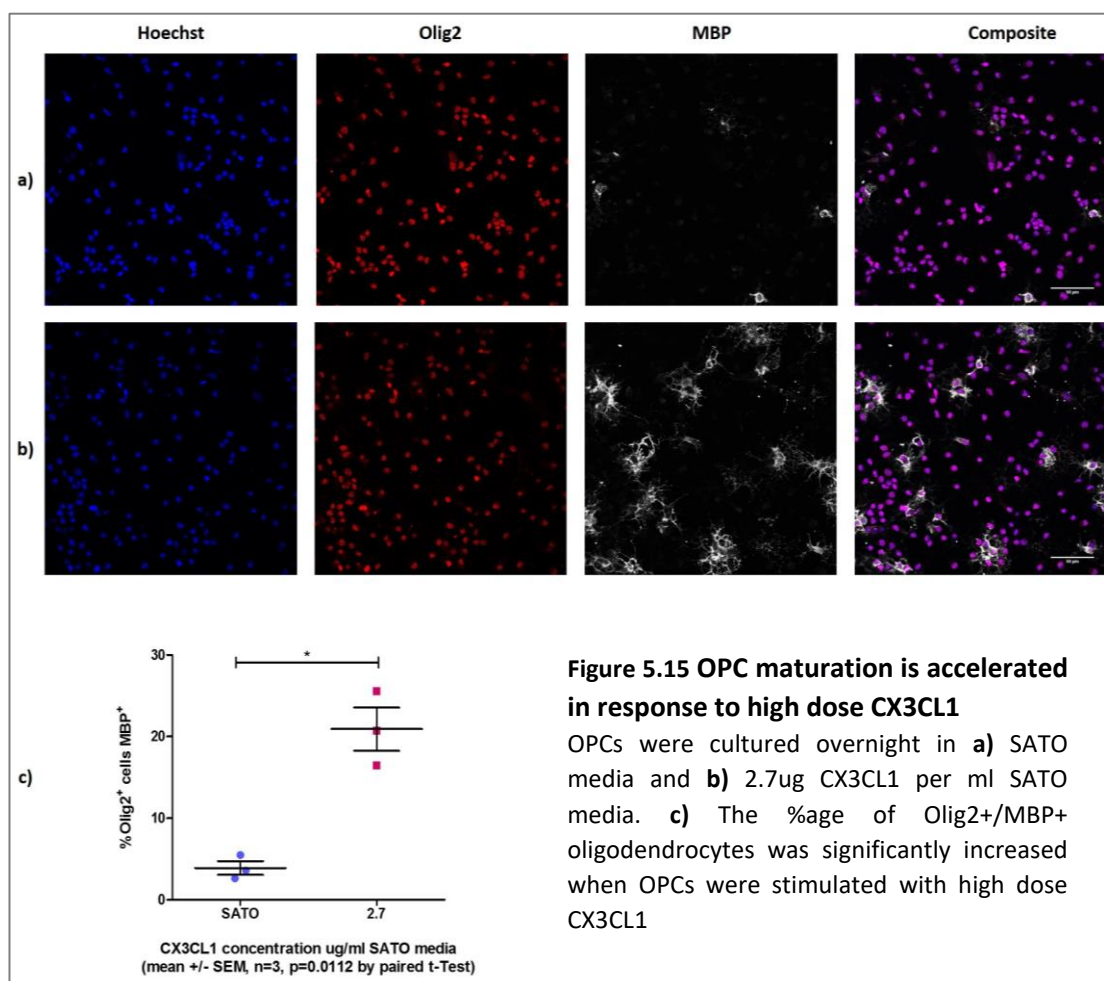 Hoechst Olig2 MBP Composite
a)
b)
c)
30
20
10
0
%Olig2+ cells MBP+
*
SATO 2.7
CX3CL1 concentration ug/ml SATO media
(mean +/- SEM, n=3, p=0.0112 by paired t-Test)
Figure 5.15 OPC maturation is accelerated
in response to high dose CX3CL1
OPCs were cultured overnight in a) SATO
media and b) 2.7ug CX3CL1 per ml SATO
media. c) The %age of Olig2+/MBP+
oligodendrocytes was significantly increased
when OPCs were stimulated with high dose
CX3CL1